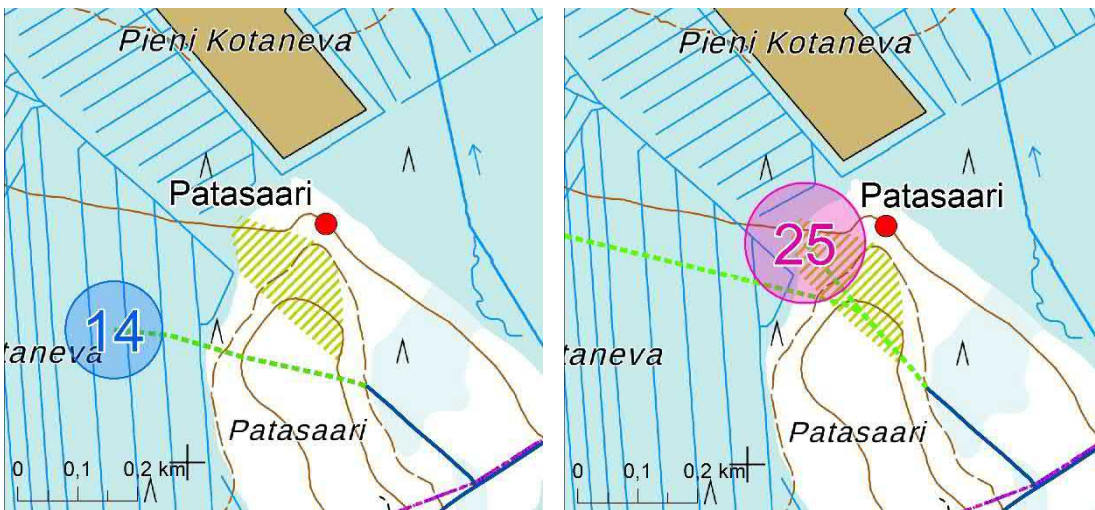 Pieni Kotaneva
Patasaari
14
taneva
Patasaari
0 0,1 0,2 km
Pieni Kotaneva
Patasaari
25
Kotaneva
Patasaari
0 0,1 0,2 km